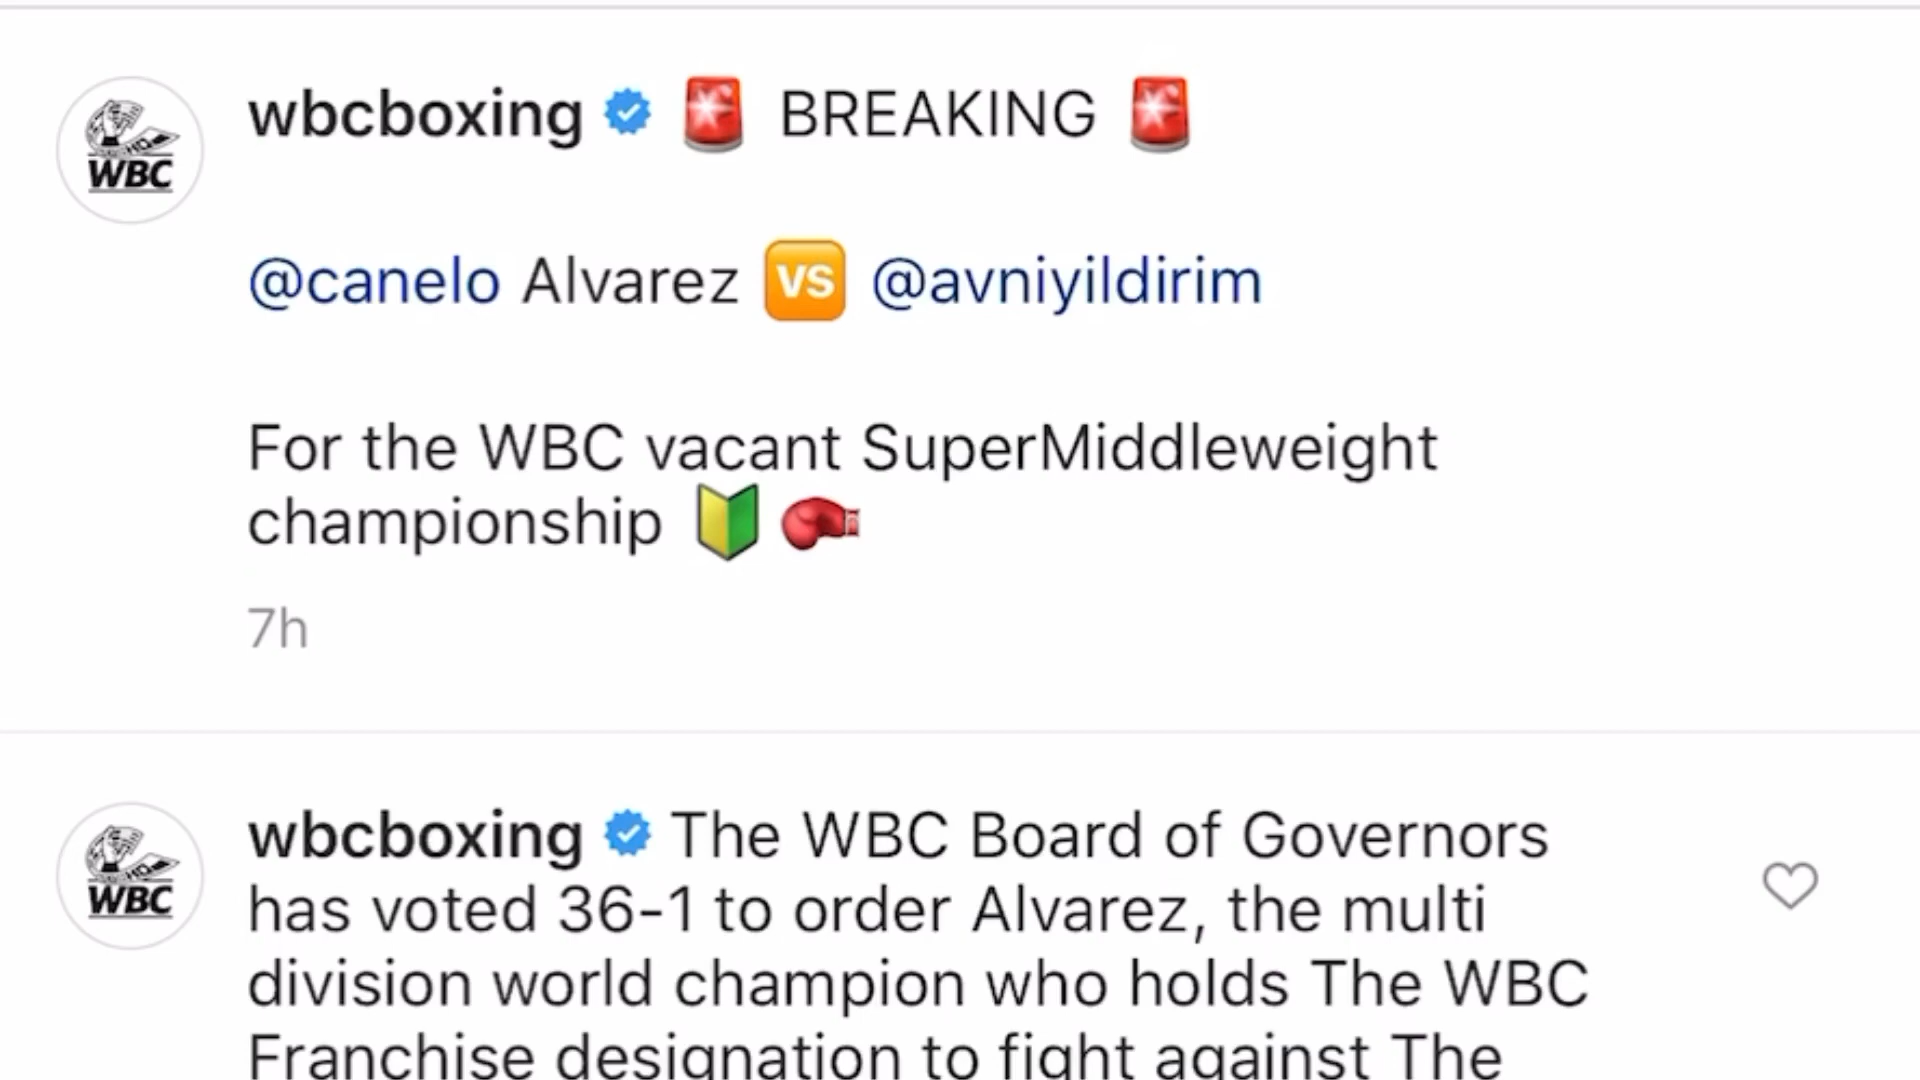 wbcboxing 🚨 BREAKING 🚨
WBC
@canelo Alvarez 🆚 @avniyildirim
For the WBC vacant SuperMiddleweight
championship 🔰 🥊
7h
wbcboxing The WBC Board of Governors
WBC
has voted 36-1 to order Alvarez, the multi
division world champion who holds The WBC
Franchise designation to fight against The